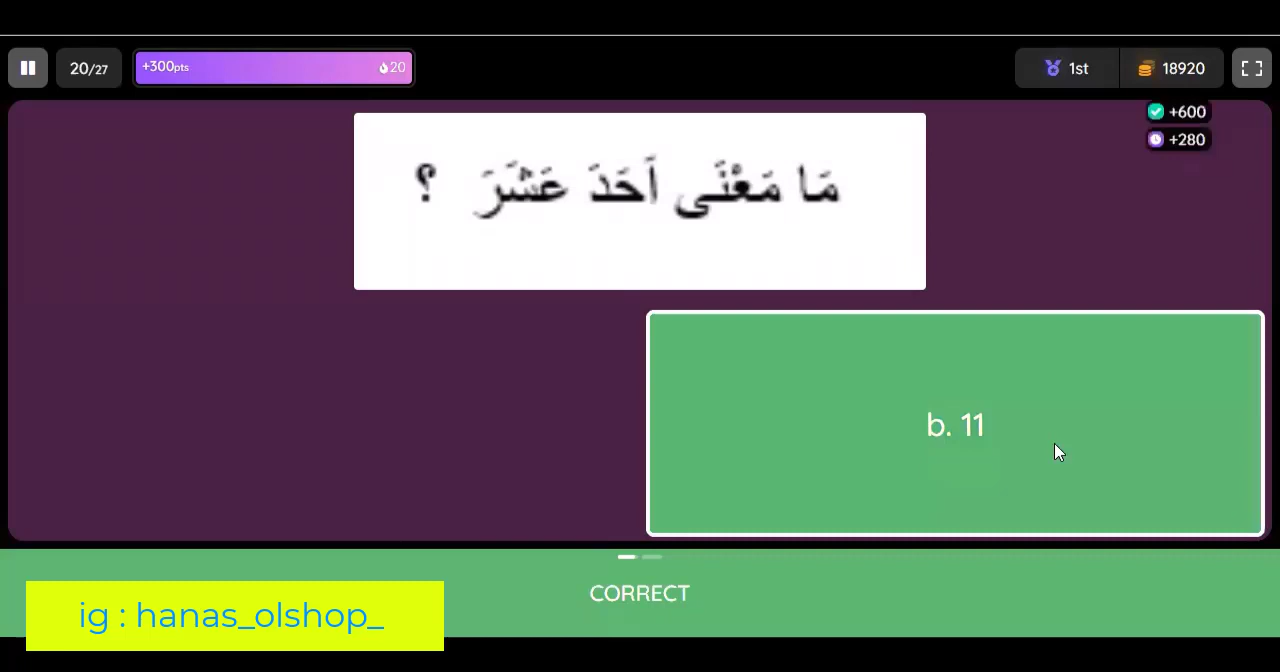 20/27
+300pts
20
1st
18920
+600
+280
مَا مَعْنَى اَحَدَ عَشَرَ ؟
b. 11
CORRECT
ig : hanas_olshop_